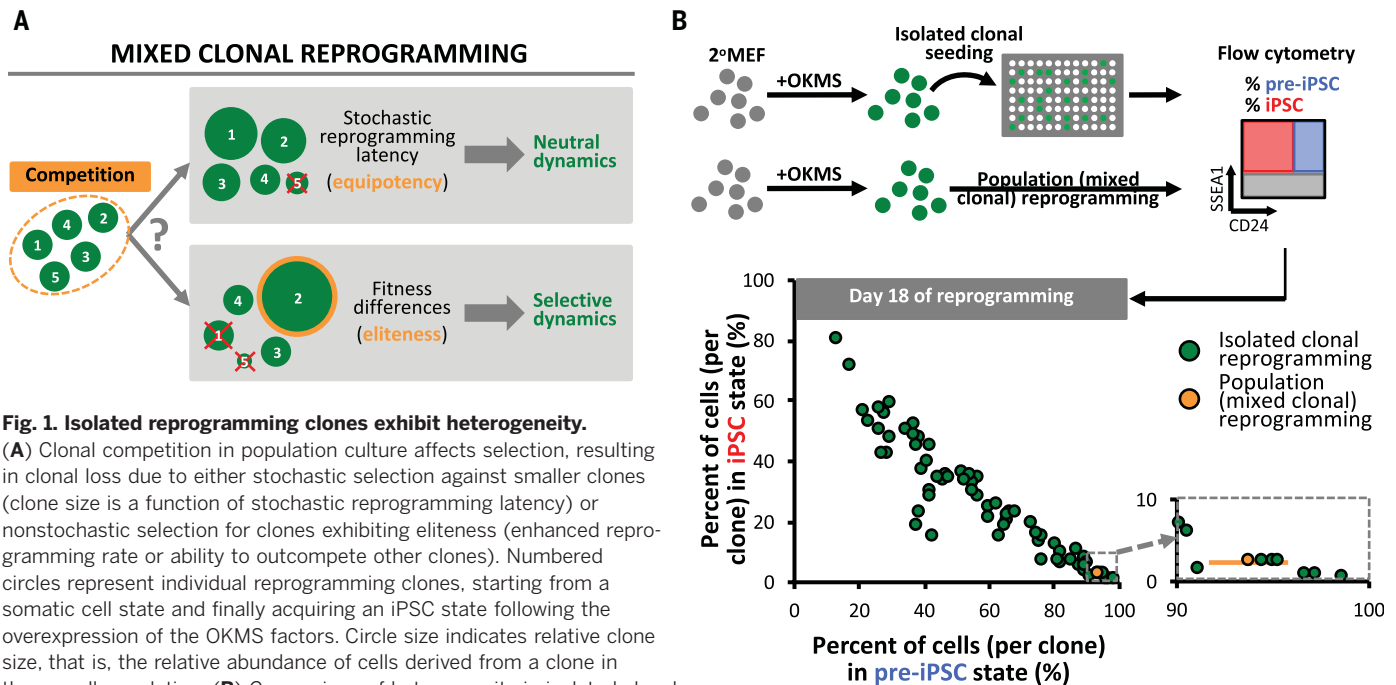 A
MIXED CLONAL REPROGRAMMING
Competition
1
2
3
4
5
?
1
2
3
4
5
Stochastic
reprogramming
latency
(equipotency)
Neutral
dynamics
4
2
1
5
3
Fitness
differences
(eliteness)
Selective
dynamics
Fig. 1. Isolated reprogramming clones exhibit heterogeneity.
(A) Clonal competition in population culture affects selection, resulting
in clonal loss due to either stochastic selection against smaller clones
(clone size is a function of stochastic reprogramming latency) or
nonstochastic selection for clones exhibiting eliteness (enhanced repro-
gramming rate or ability to outcompete other clones). Numbered
circles represent individual reprogramming clones, starting from a
somatic cell state and finally acquiring an iPSC state following the
overexpression of the OKMS factors. Circle size indicates relative clone
size, that is, the relative abundance of cells derived from a clone in
B
2°MEF
+OKMS
Isolated clonal
seeding
Flow cytometry
% pre-iPSC
% iPSC
+OKMS
Population (mixed
clonal) reprogramming
SSEA1
CD24
Day 18 of reprogramming
Isolated clonal
reprogramming
Population
(mixed clonal)
reprogramming
Percent of cells (per
clone) in iPSC state (%)
100
80
60
40
20
0
0
20
40
60
80
100
Percent of cells (per clone)
in pre-iPSC state (%)
10
0
90
100